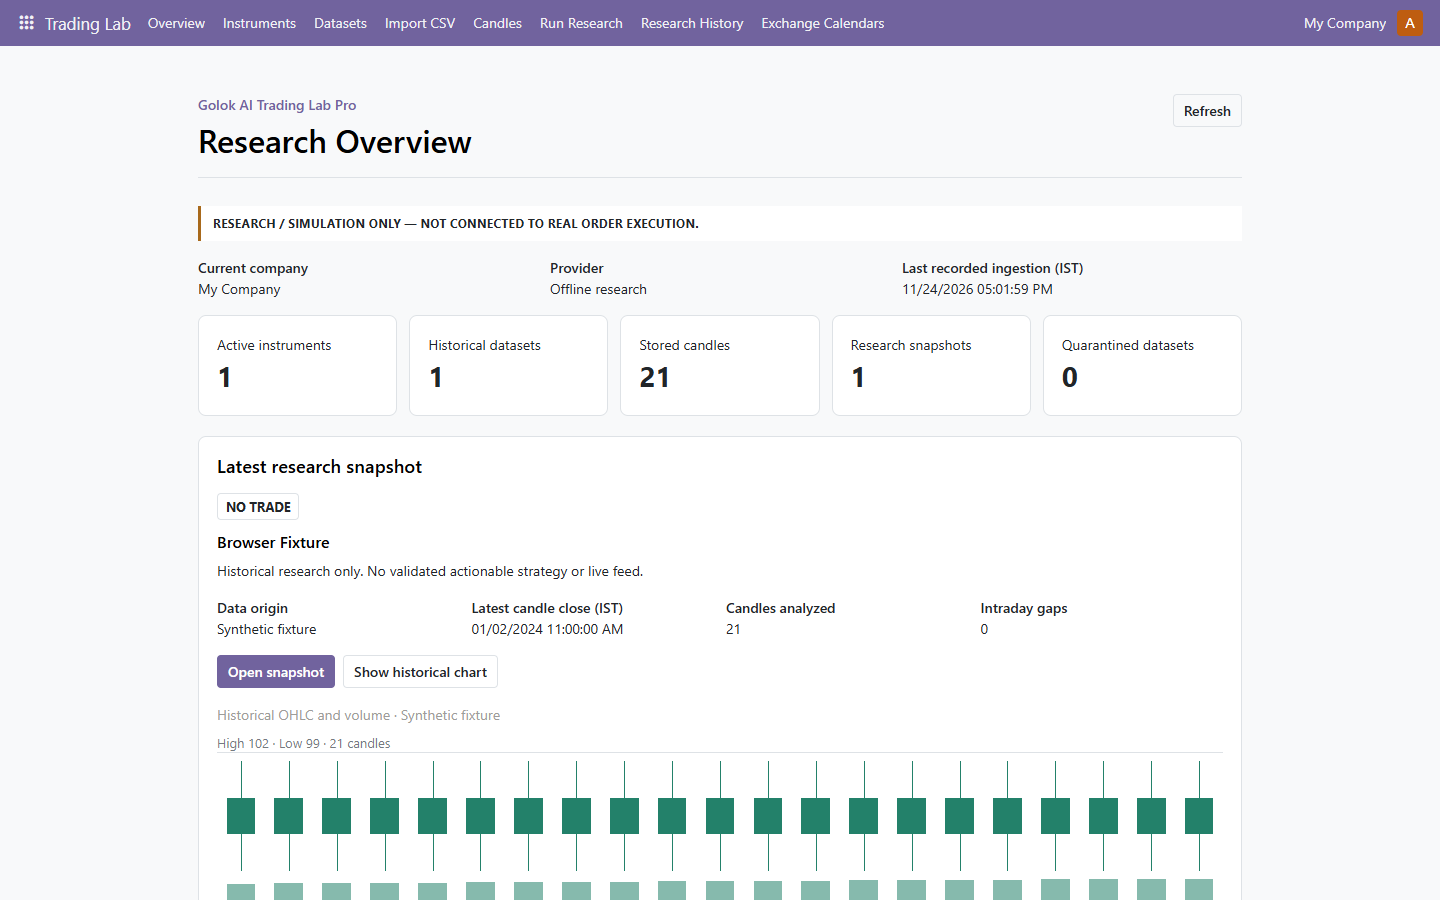 Trading Lab Overview Instruments Datasets Import CSV Candles Run Research Research History Exchange Calendars My Company A
Golok AI Trading Lab Pro
Refresh
Research Overview
RESEARCH / SIMULATION ONLY — NOT CONNECTED TO REAL ORDER EXECUTION.
Current company Provider Last recorded ingestion (IST)
My Company Offline research 11/24/2026 05:01:59 PM
Active instruments Historical datasets Stored candles Research snapshots Quarantined datasets
1 1 21 1 0
Latest research snapshot
NO TRADE
Browser Fixture
Historical research only. No validated actionable strategy or live feed.
Data origin Latest candle close (IST) Candles analyzed Intraday gaps
Synthetic fixture 01/02/2024 11:00:00 AM 21 0
Open snapshot Show historical chart
Historical OHLC and volume · Synthetic fixture
High 102 · Low 99 · 21 candles